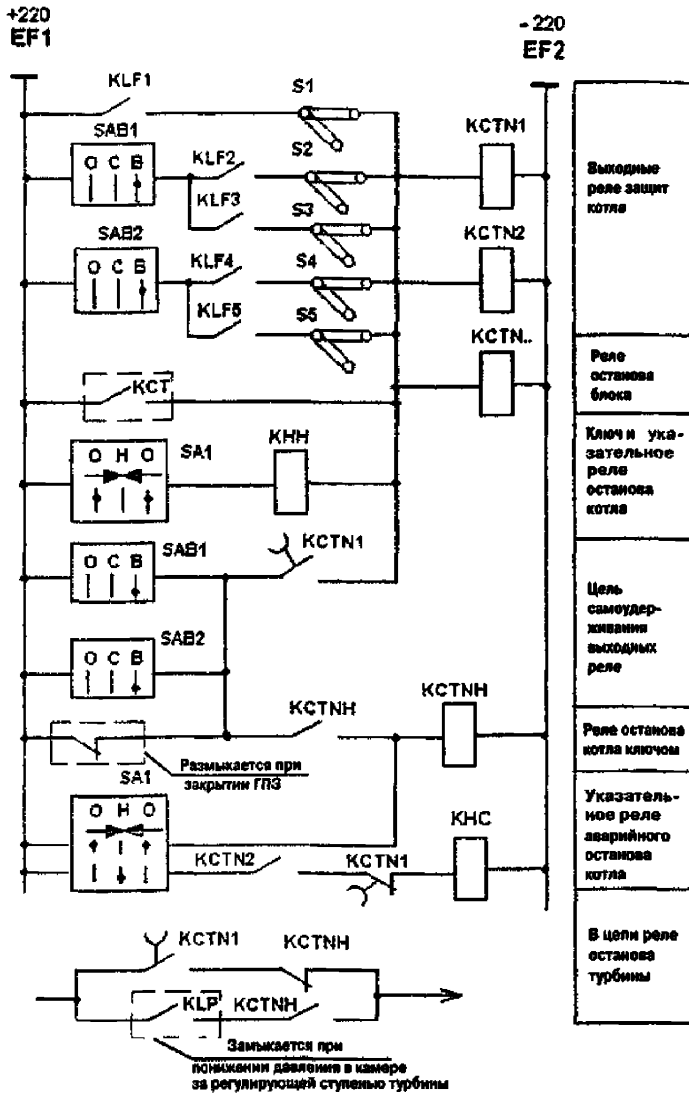 +220
EF1
- 220
EF2
KLF1
S1
SAB1
О С В
KLF2
S2
KCTN1
KLF3
S3
Выходные
реле защит
котла
SAB2
О С В
KLF4
S4
KCTN2
KLF5
S5
KCTN..
Реле
останова
блока
КСТ
О Н О
SA1
КНН
Ключ и ука-
зательное
реле
останова
котла
SAB1
О С В
KCTN1
Цель
самоудер-
живания
выходных
реле
SAB2
О С В
KCTNH
KCTNH
Реле останова
котла ключом
Размыкается при
закрытии ГПЗ
SA1
О Н О
KCTN2
KCTN1
КНС
Указатель-
ное реле
аварийного
останова
котла
KCTN1
KCTNH
KLP
KCTNH
В цепи реле
останова
турбины
Замыкается при
понижении давления в камере
за регулирующей ступенью турбины